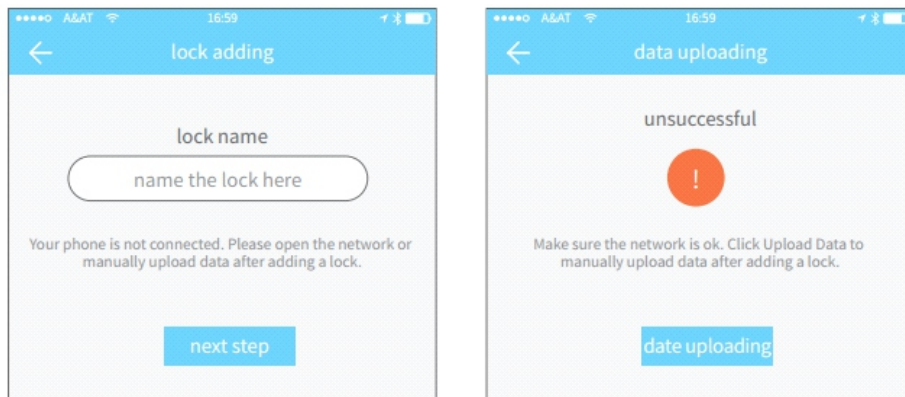 A&AT 16:59
lock adding
lock name
name the lock here
Your phone is not connected. Please open the network or
manually upload data after adding a lock.
next step
A&AT 16:59
data uploading
unsuccessful
!
Make sure the network is ok. Click Upload Data to
manually upload data after adding a lock.
date uploading